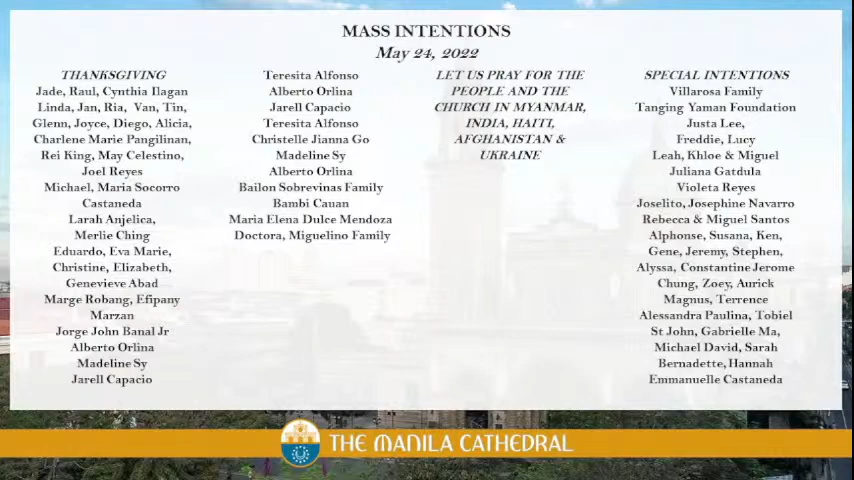 MASS INTENTIONS
May 24, 2022
THANKSGIVING
Jade, Raul, Cynthia Ilagan
Linda, Jan, Ria, Van, Tin,
Glenn, Joyce, Diego, Alicia,
Charlene Marie Pangilinan,
Rei King, May Celestino,
Joel Reyes
Michael, Maria Socorro
Castaneda
Larah Anjelica,
Merlie Ching
Eduardo, Eva Marie,
Christine, Elizabeth,
Genevieve Abad
Marge Robang, Efipany
Marzan
Jorge John Banal Jr
Alberto Orlina
Madeline Sy
Jarell Capacio
Teresita Alfonso
Alberto Orlina
Jarell Capacio
Teresita Alfonso
Christelle Jianna Go
Madeline Sy
Alberto Orlina
Bailon Sobrevinas Family
Bambi Cauan
Maria Elena Dulce Mendoza
Doctora, Miguelino Family
LET US PRAY FOR THE
PEOPLE AND THE
CHURCH IN MYANMAR,
INDIA, HAITI,
AFGHANISTAN &
UKRAINE
SPECIAL INTENTIONS
Villarosa Family
Tanging Yaman Foundation
Justa Lee,
Freddie, Lucy
Leah, Khloe & Miguel
Juliana Gatdula
Violeta Reyes
Joselito, Josephine Navarro
Rebecca & Miguel Santos
Alphonse, Susana, Ken,
Gene, Jeremy, Stephen,
Alyssa, Constantine Jerome
Chung, Zoey, Aurick
Magnus, Terrence
Alessandra Paulina, Tobiel
St John, Gabrielle Ma,
Michael David, Sarah
Bernadette, Hannah
Emmanuelle Castaneda
THE MANILA CATHEDRAL